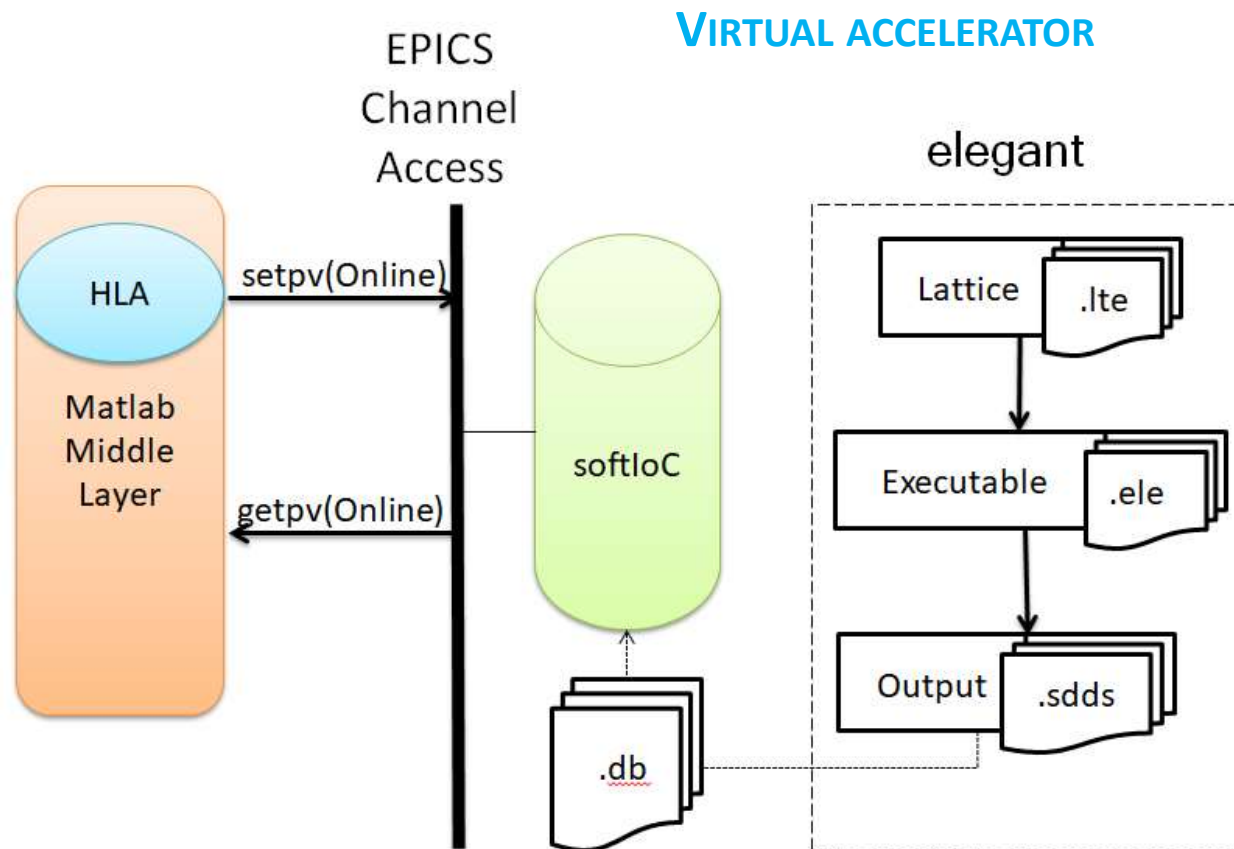 VIRTUAL ACCELERATOR
EPICS
Channel
Access
elegant
HLA
setpv(Online)
Lattice
.lte
Matlab
Middle
Layer
softIoC
Executable
.ele
getpv(Online)
Output
.sdds
.db